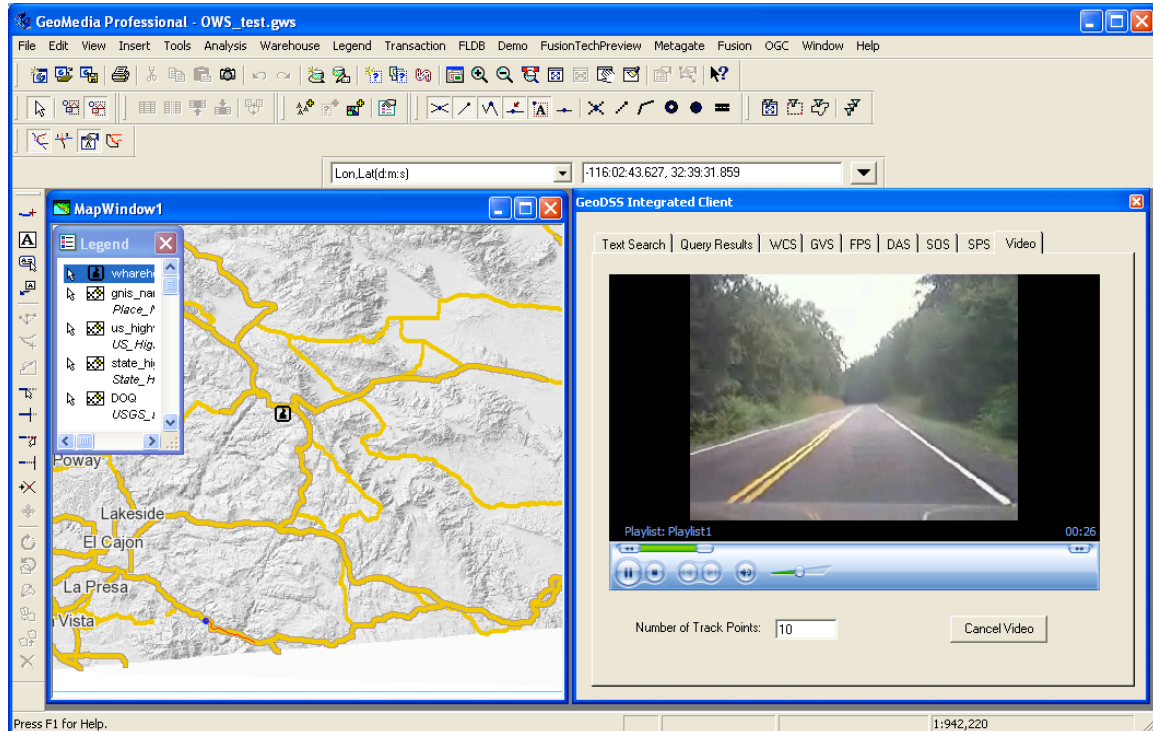 GeoMedia Professional - OWS_test.gws
File Edit View Insert Tools Analysis Warehouse Legend Transaction FLDB Demo FusionTechPreview Metagate Fusion OGC Window Help
Lon,Lat(d:m:s)
-116:02:43.627, 32:39:31.859
MapWindow1
Legend
wharehe
gnis_nar
Place_N
us_highw
US_Hig.
state_hi
State_H
DOQ
USGS_
Poway
Lakeside
El Cajon
La Presa
Vista
GeoDSS Integrated Client
Text Search Query Results WCS GVS FPS DAS SOS SPS Video
Playlist: Playlist1 00:26
Number of Track Points: 10 Cancel Video
Press F1 for Help. 1:942,220